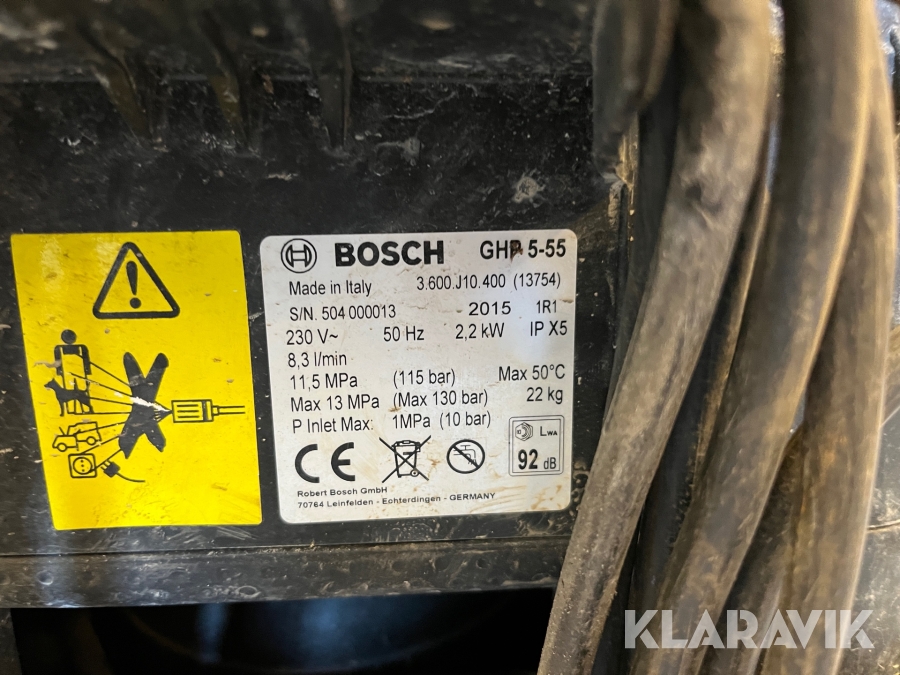 BOSCH GHP 5-55
Made in Italy 3.600.J10.400 (13754)
S/N. 504 000013 2015 1R1
230 V~ 50 Hz 2,2 kW IP X5
8,3 l/min
11,5 MPa (115 bar) Max 50°C
Max 13 MPa (Max 130 bar) 22 kg
P Inlet Max: 1MPa (10 bar)
LWA
92 dB
CE
Robert Bosch GmbH
70764 Leinfelden - Echterdingen - GERMANY
KLARAVIK